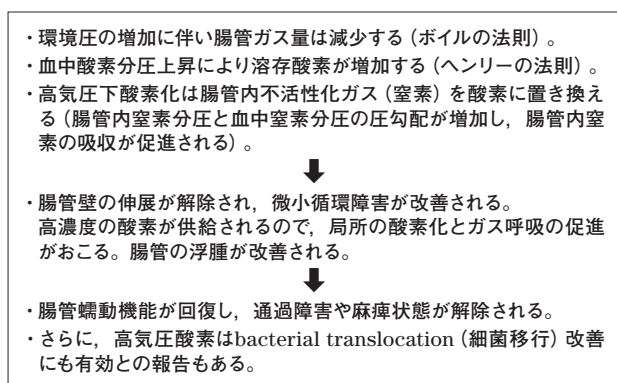 ・環境圧の増加に伴い腸管ガス量は減少する（ボイルの法則）。
・血中酸素分圧上昇により溶存酸素が増加する（ヘンリーの法則）。
・高気圧下酸素化は腸管内不活性化ガス（窒素）を酸素に置き換え
る（腸管内窒素分圧と血中窒素分圧の圧勾配が増加し，腸管内窒
素の吸収が促進される）。
・腸管壁の伸展が解除され，微小循環障害が改善される。
高濃度の酸素が供給されるので，局所の酸素化とガス呼吸の促進
がおこる。腸管の浮腫が改善される。
・腸管蠕動機能が回復し，通過障害や麻痺状態が解除される。
・さらに，高気圧酸素はbacterial translocation（細菌移行）改善
にも有効との報告もある。